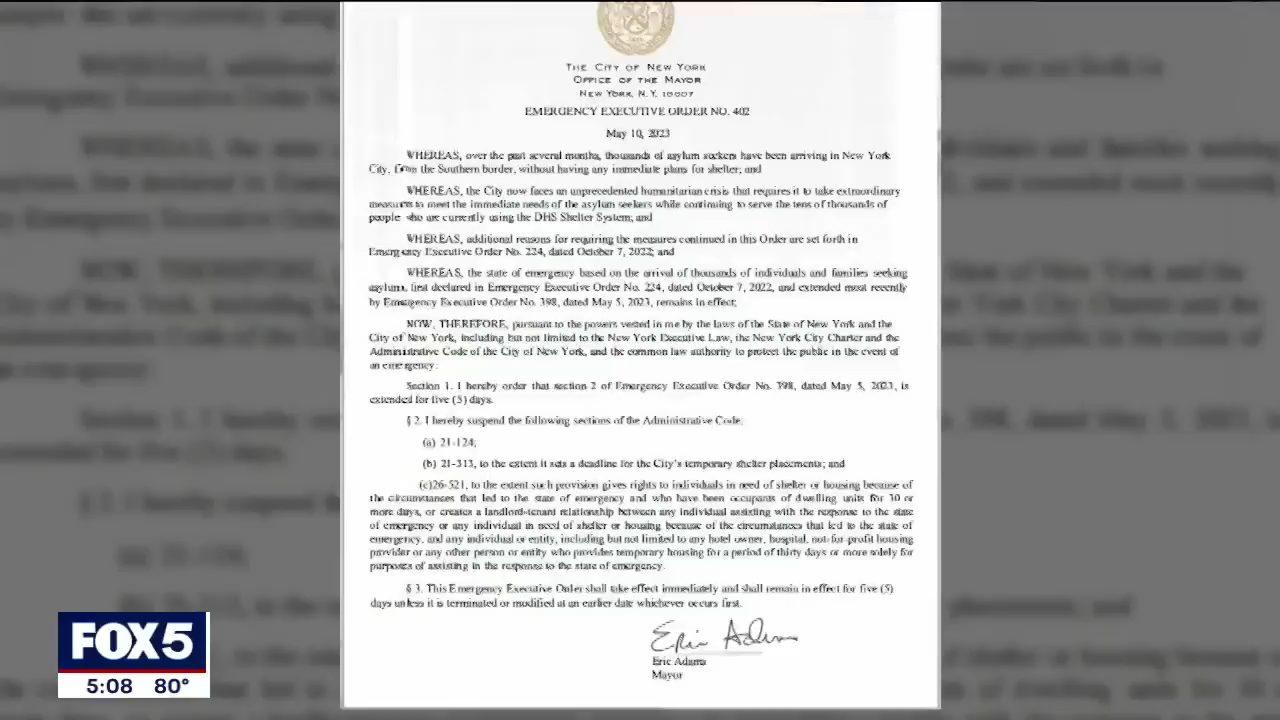 THE CITY OF NEW YORK
OFFICE OF THE MAYOR
NEW YORK, N.Y. 10007
EMERGENCY EXECUTIVE ORDER NO. 402
May 10, 2023
WHEREAS, over the past several months, thousands of asylum seekers have been arriving in New York
City, from the Southern border, without having any immediate plans for shelter; and
WHEREAS, the City now faces an unprecedented humanitarian crisis that requires it to take extraordinary
measures to meet the immediate needs of the asylum seekers while continuing to serve the tens of thousands of
people who are currently using the DHS Shelter System; and
WHEREAS, additional reasons for requiring the measures continued in this Order are set forth in
Emergency Executive Order No. 224, dated October 7, 2022; and
WHEREAS, the state of emergency based on the arrival of thousands of individuals and families seeking
asylum, first declared in Emergency Executive Order No. 224, dated October 7, 2022, and extended most recently
by Emergency Executive Order No. 398, dated May 5, 2023, remains in effect;
NOW, THEREFORE, pursuant to the powers vested in me by the laws of the State of New York and the
City of New York, including but not limited to the New York Executive Law, the New York City Charter and the
Administrative Code of the City of New York, and the common law authority to protect the public in the event of
an emergency:
Section 1. I hereby order that section 2 of Emergency Executive Order No. 398, dated May 5, 2023, is
extended for five (5) days.
§ 2. I hereby suspend the following sections of the Administrative Code:
(a) 21-124;
(b) 21-313, to the extent it sets a deadline for the City's temporary shelter placements; and
(c)26-521, to the extent such provision gives rights to individuals in need of shelter or housing because of
the circumstances that led to the state of emergency and who have been occupants of dwelling units for 30 or
more days, or creates a landlord-tenant relationship between any individual assisting with the response to the state
of emergency or any individual in need of shelter or housing because of the circumstances that led to the state of
emergency, and any individual or entity, including but not limited to any hotel owner, hospital, not-for-profit housing
provider or any other person or entity who provides temporary housing for a period of thirty days or more solely for
purposes of assisting in the response to the state of emergency.
§ 3. This Emergency Executive Order shall take effect immediately and shall remain in effect for five (5)
days unless it is terminated or modified at an earlier date whichever occurs first.
Eric Adams
Eric Adams
Mayor
FOX5
5:08 80°